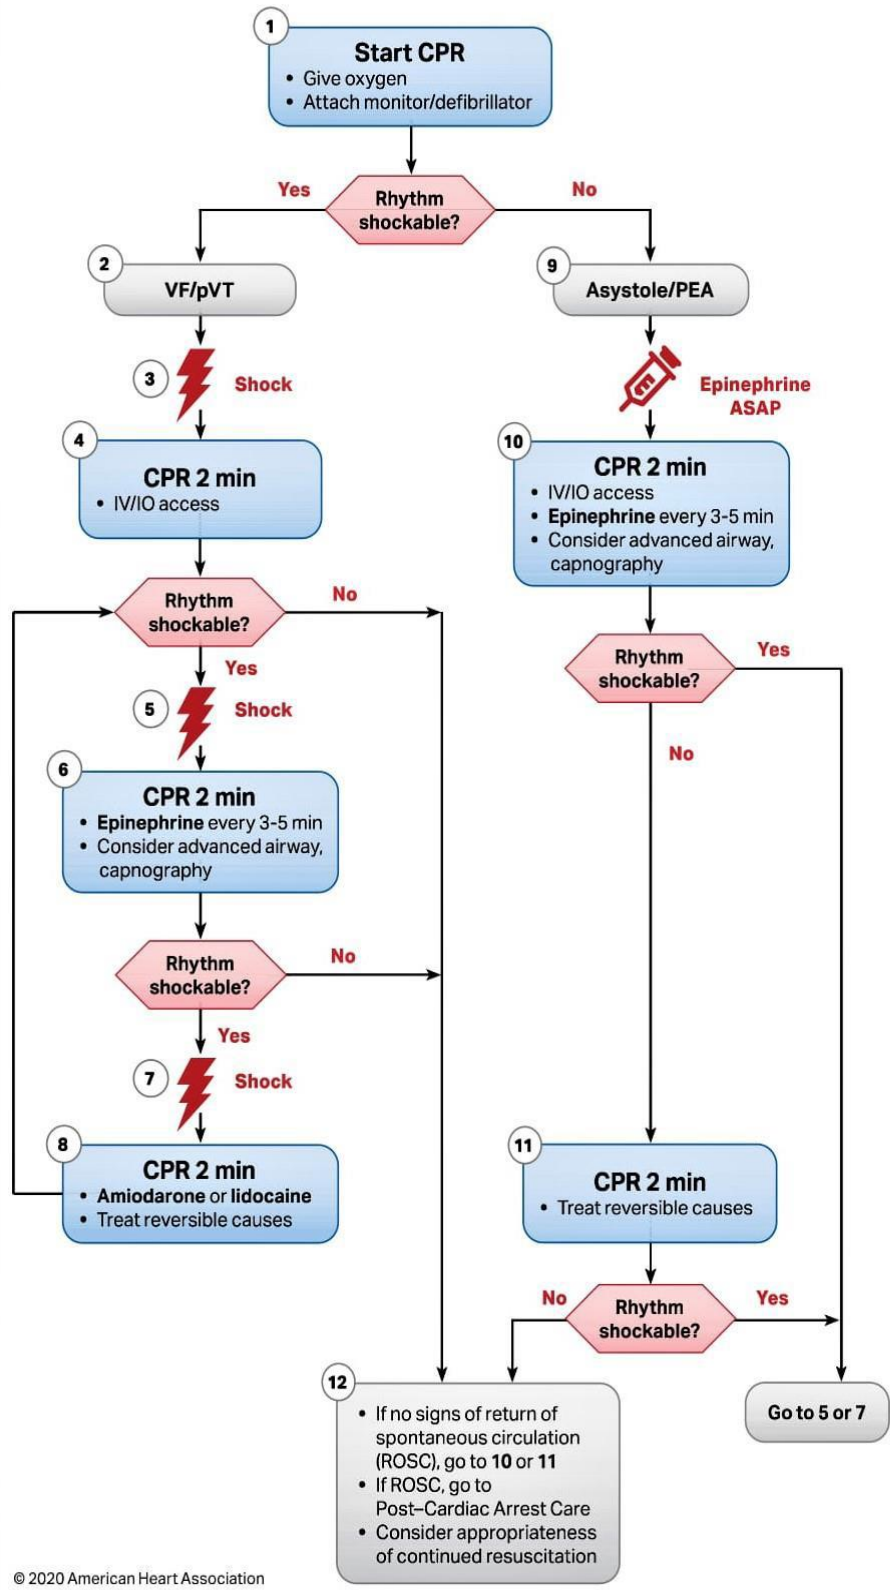 1
Start CPR
• Give oxygen
• Attach monitor/defibrillator
Rhythm
shockable?
Yes
No
2
VF/pVT
3
Shock
4
CPR 2 min
• IV/IO access
Rhythm
shockable?
No
Yes
5
Shock
6
CPR 2 min
• Epinephrine every 3-5 min
• Consider advanced airway,
capnography
Rhythm
shockable?
No
Yes
7
Shock
8
CPR 2 min
• Amiodarone or lidocaine
• Treat reversible causes
9
Asystole/PEA
Epinephrine
ASAP
10
CPR 2 min
• IV/IO access
• Epinephrine every 3-5 min
• Consider advanced airway,
capnography
Rhythm
shockable?
Yes
No
11
CPR 2 min
• Treat reversible causes
Rhythm
shockable?
No
Yes
12
• If no signs of return of
spontaneous circulation
(ROSC), go to 10 or 11
• If ROSC, go to
Post–Cardiac Arrest Care
• Consider appropriateness
of continued resuscitation
Go to 5 or 7
© 2020 American Heart Association